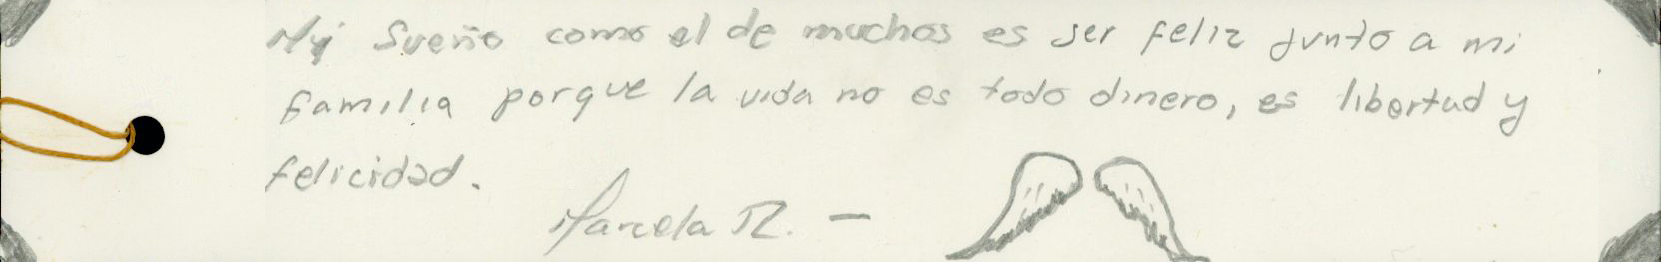 Mi Sueño como el de muchos es ser feliz junto a mi
familia porque la vida no es todo dinero, es libertad y
felicidad.
Marcela R. –